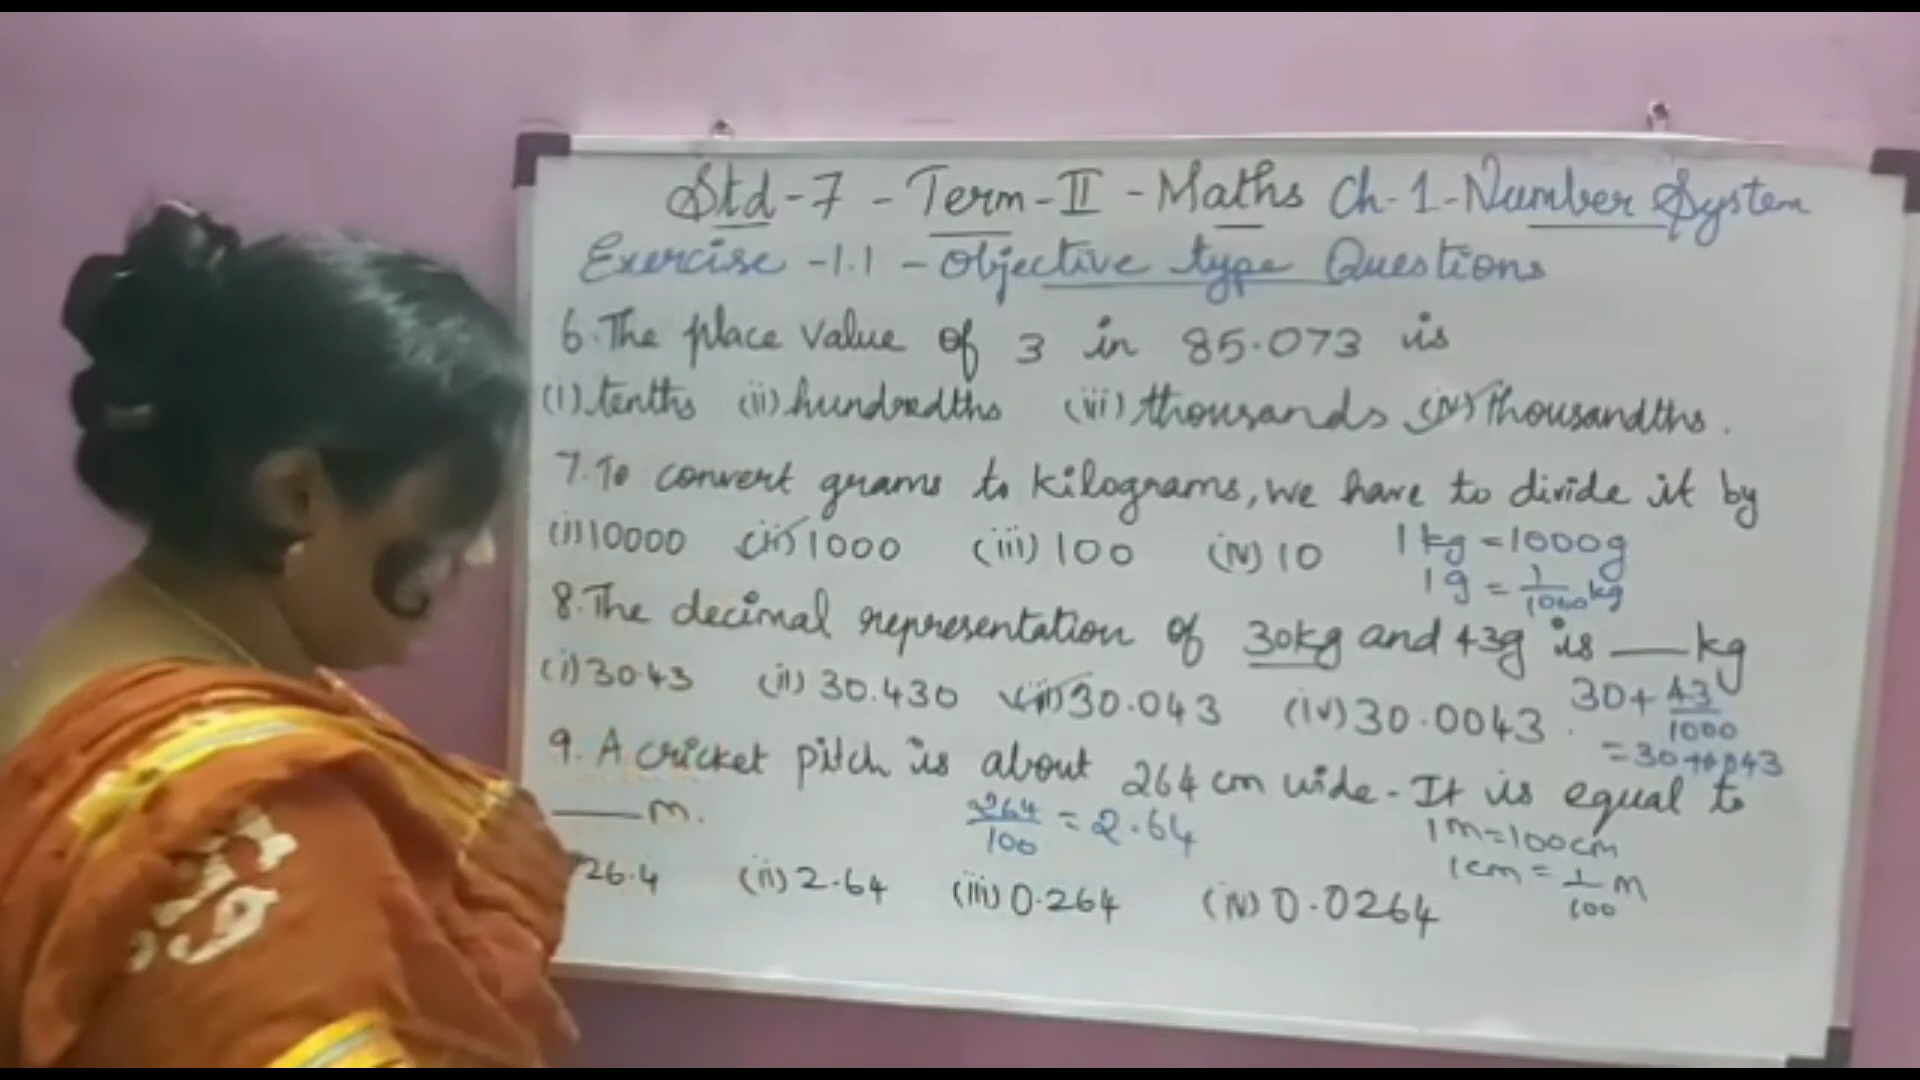 Std-7 - Term-II - Maths Ch-1-Number System
Exercise -1.1 - Objective type Questions
6. The place value of 3 in 85.073 is
(i) tenths (ii) hundredths (iii) thousands (iv) thousandths.
7. To convert grams to kilograms, we have to divide it by
(i) 10000 (ii) 1000 (iii) 100 (iv) 10 1kg = 1000g
1g = 1/1000 kg
8. The decimal representation of 30kg and 43g is ___ kg
(i) 30.43 (ii) 30.430 (iii) 30.043 (iv) 30.0043. 30 + 43/1000
= 30 +
9. A cricket pitch is about 264 cm wide. It is equal to
___ m. 264/100 = 2.64 1m = 100cm
1cm = 1/100 m
26.4 (ii) 2.64 (iii) 0.264 (iv) 0.0264